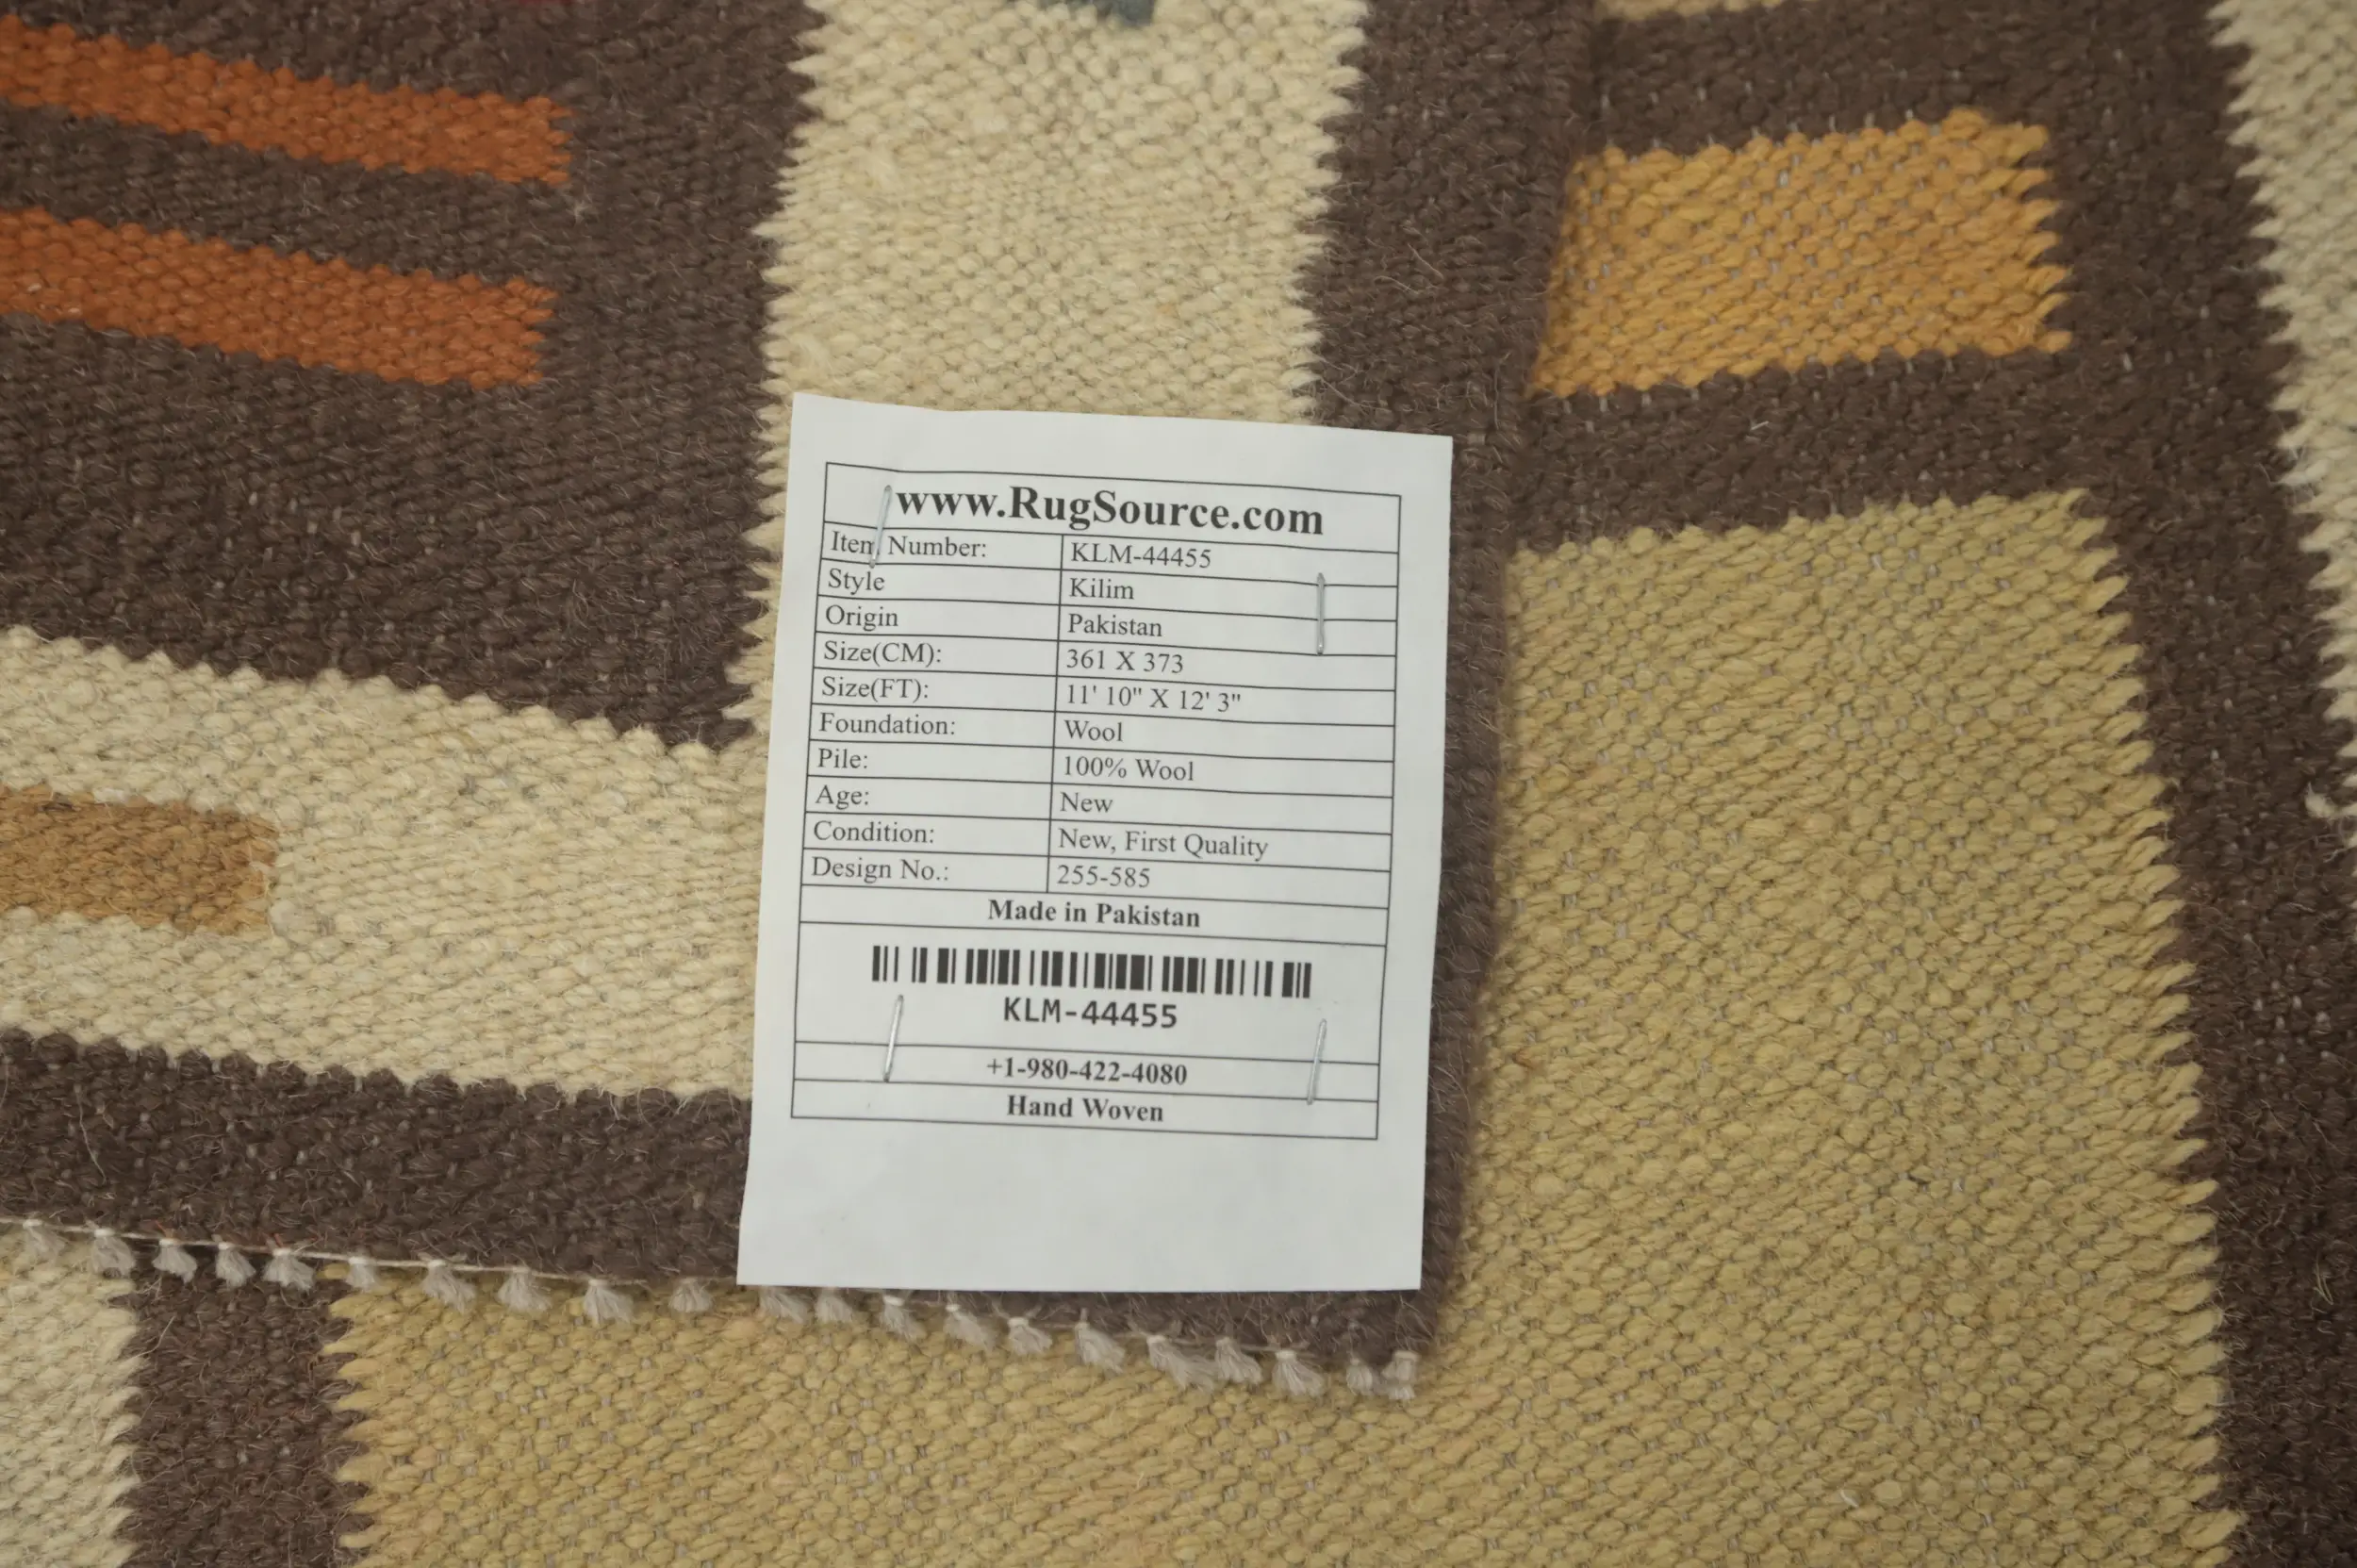 www.RugSource.com
Item Number: KLM-44455
Style Kilim
Origin Pakistan
Size(CM): 361 X 373
Size(FT): 11' 10" X 12' 3"
Foundation: Wool
Pile: 100% Wool
Age: New
Condition: New, First Quality
Design No.: 255-585
Made in Pakistan
KLM-44455
+1-980-422-4080
Hand Woven